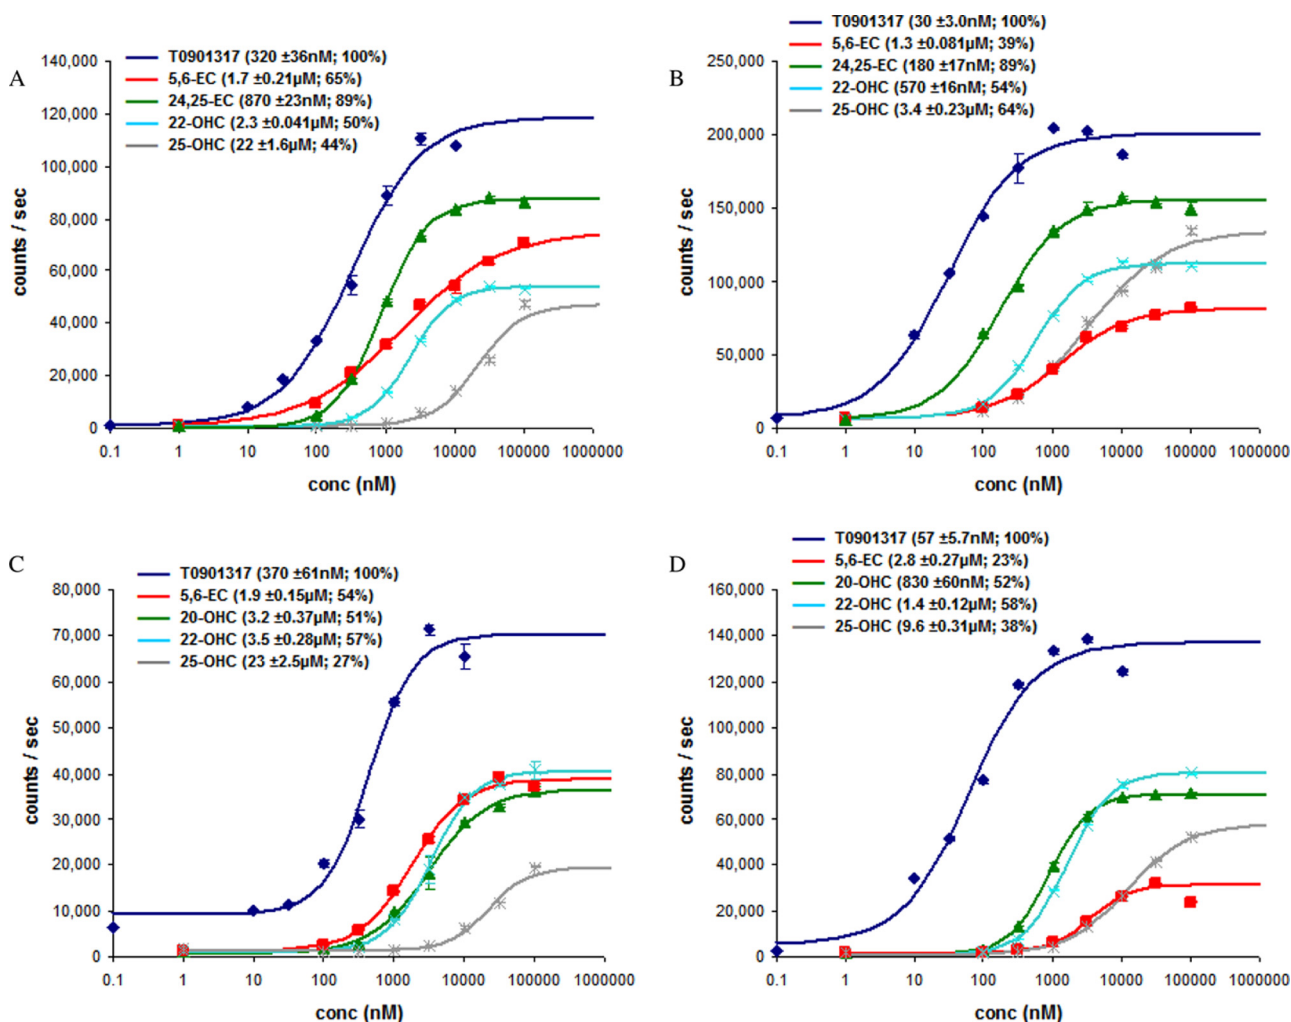 A
T0901317 (320 ±36nM; 100%)
5,6-EC (1.7 ±0.21µM; 65%)
24,25-EC (870 ±23nM; 89%)
22-OHC (2.3 ±0.041µM; 50%)
25-OHC (22 ±1.6µM; 44%)
140,000
120,000
100,000
80,000
60,000
40,000
20,000
0
counts / sec
0.1 1 10 100 1000 10000 100000 1000000
conc (nM)
B
T0901317 (30 ±3.0nM; 100%)
5,6-EC (1.3 ±0.081µM; 39%)
24,25-EC (180 ±17nM; 89%)
22-OHC (570 ±16nM; 54%)
25-OHC (3.4 ±0.23µM; 64%)
250,000
200,000
150,000
100,000
50,000
0
counts / sec
0.1 1 10 100 1000 10000 100000 1000000
conc (nM)
C
T0901317 (370 ±61nM; 100%)
5,6-EC (1.9 ±0.15µM; 54%)
20-OHC (3.2 ±0.37µM; 51%)
22-OHC (3.5 ±0.28µM; 57%)
25-OHC (23 ±2.5µM; 27%)
80,000
70,000
60,000
50,000
40,000
30,000
20,000
10,000
0
counts / sec
0.1 1 10 100 1000 10000 100000 1000000
conc (nM)
D
T0901317 (57 ±5.7nM; 100%)
5,6-EC (2.8 ±0.27µM; 23%)
20-OHC (830 ±60nM; 52%)
22-OHC (1.4 ±0.12µM; 58%)
25-OHC (9.6 ±0.31µM; 38%)
160,000
140,000
120,000
100,000
80,000
60,000
40,000
20,000
0
counts / sec
0.1 1 10 100 1000 10000 100000 1000000
conc (nM)